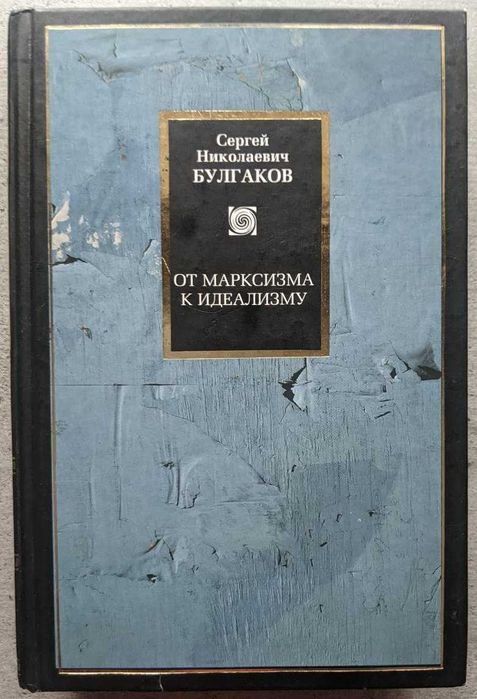 Сергей
Николаевич
БУЛГАКОВ
ОТ МАРКСИЗМА
К ИДЕАЛИЗМУ